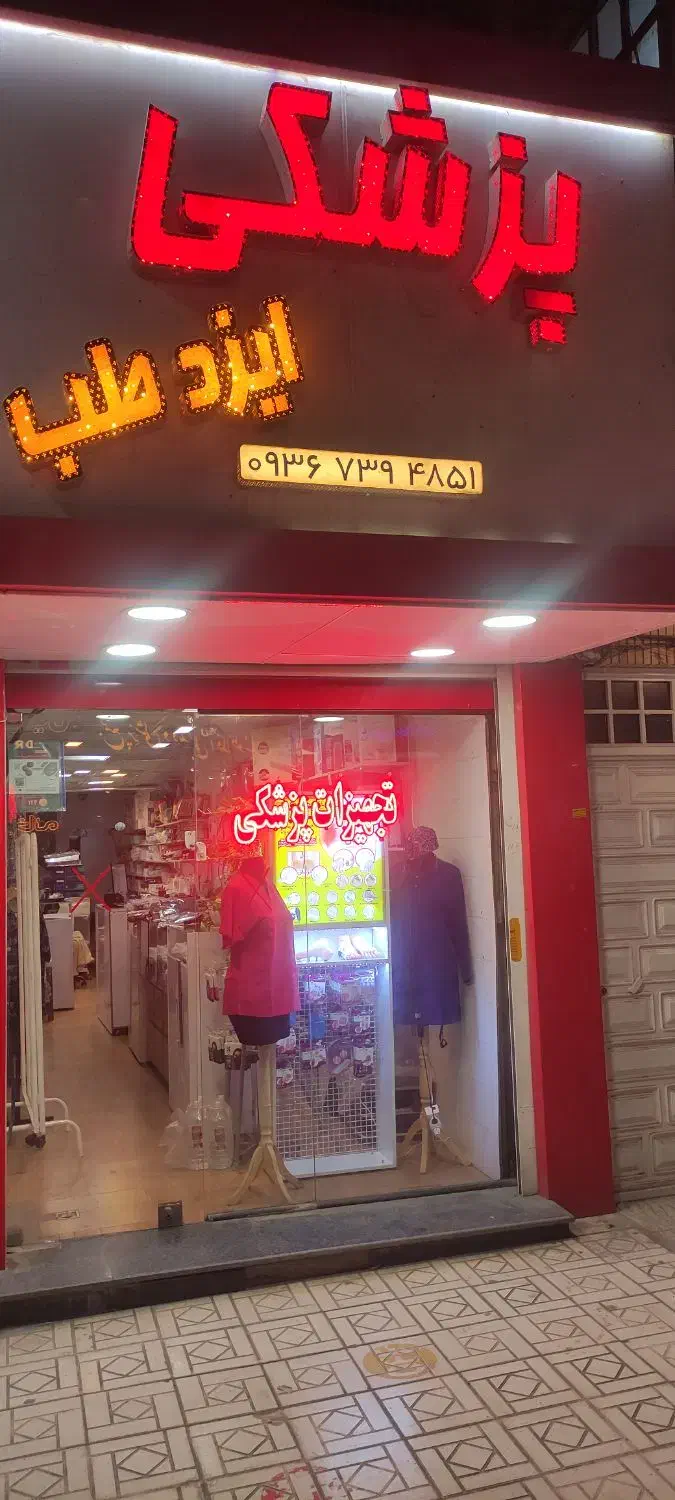 پزشکی
ایزد طب
۰۹۳۶ ۷۳۹ ۴۸۵۱
تجهیزات پزشکی